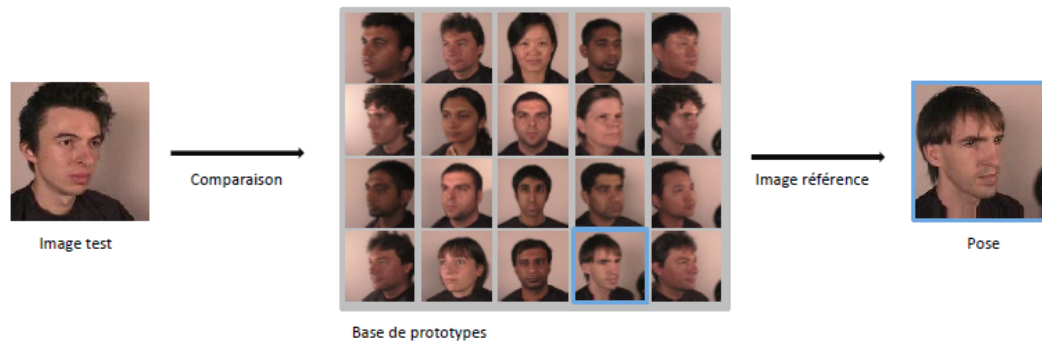 Comparaison
Image référence
Image test
Pose
Base de prototypes